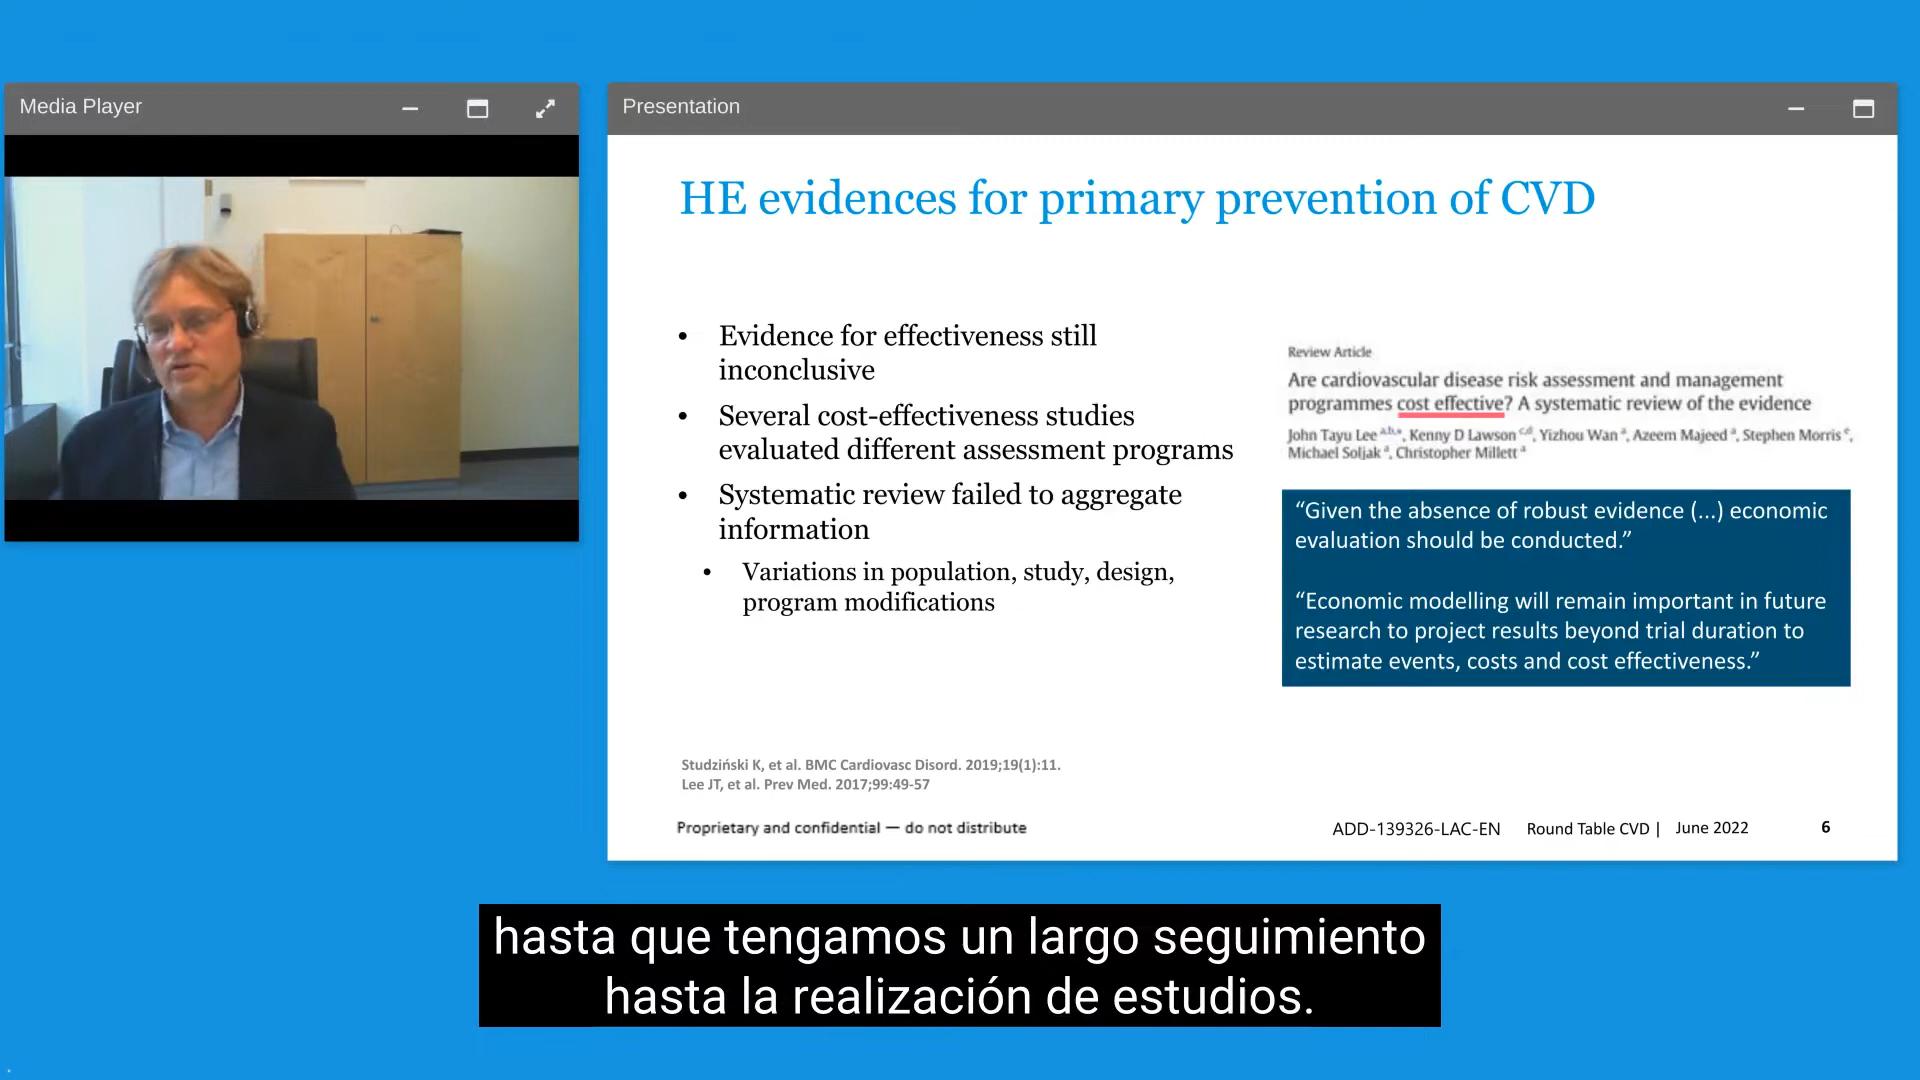 Media Player
Presentation
HE evidences for primary prevention of CVD
• Evidence for effectiveness still
inconclusive
• Several cost-effectiveness studies
evaluated different assessment programs
• Systematic review failed to aggregate
information
• Variations in population, study, design,
program modifications
Review Article
Are cardiovascular disease risk assessment and management
programmes cost effective? A systematic review of the evidence
John Tayu Lee a,b,*, Kenny D Lawson c,d, Yizhou Wan a, Azeem Majeed a, Stephen Morris e,
Michael Soljak a, Christopher Millett a
“Given the absence of robust evidence (...) economic
evaluation should be conducted.”
“Economic modelling will remain important in future
research to project results beyond trial duration to
estimate events, costs and cost effectiveness.”
Studziński K, et al. BMC Cardiovasc Disord. 2019;19(1):11.
Lee JT, et al. Prev Med. 2017;99:49-57
Proprietary and confidential — do not distribute
ADD-139326-LAC-EN Round Table CVD | June 2022 6
hasta que tengamos un largo seguimiento
hasta la realización de estudios.